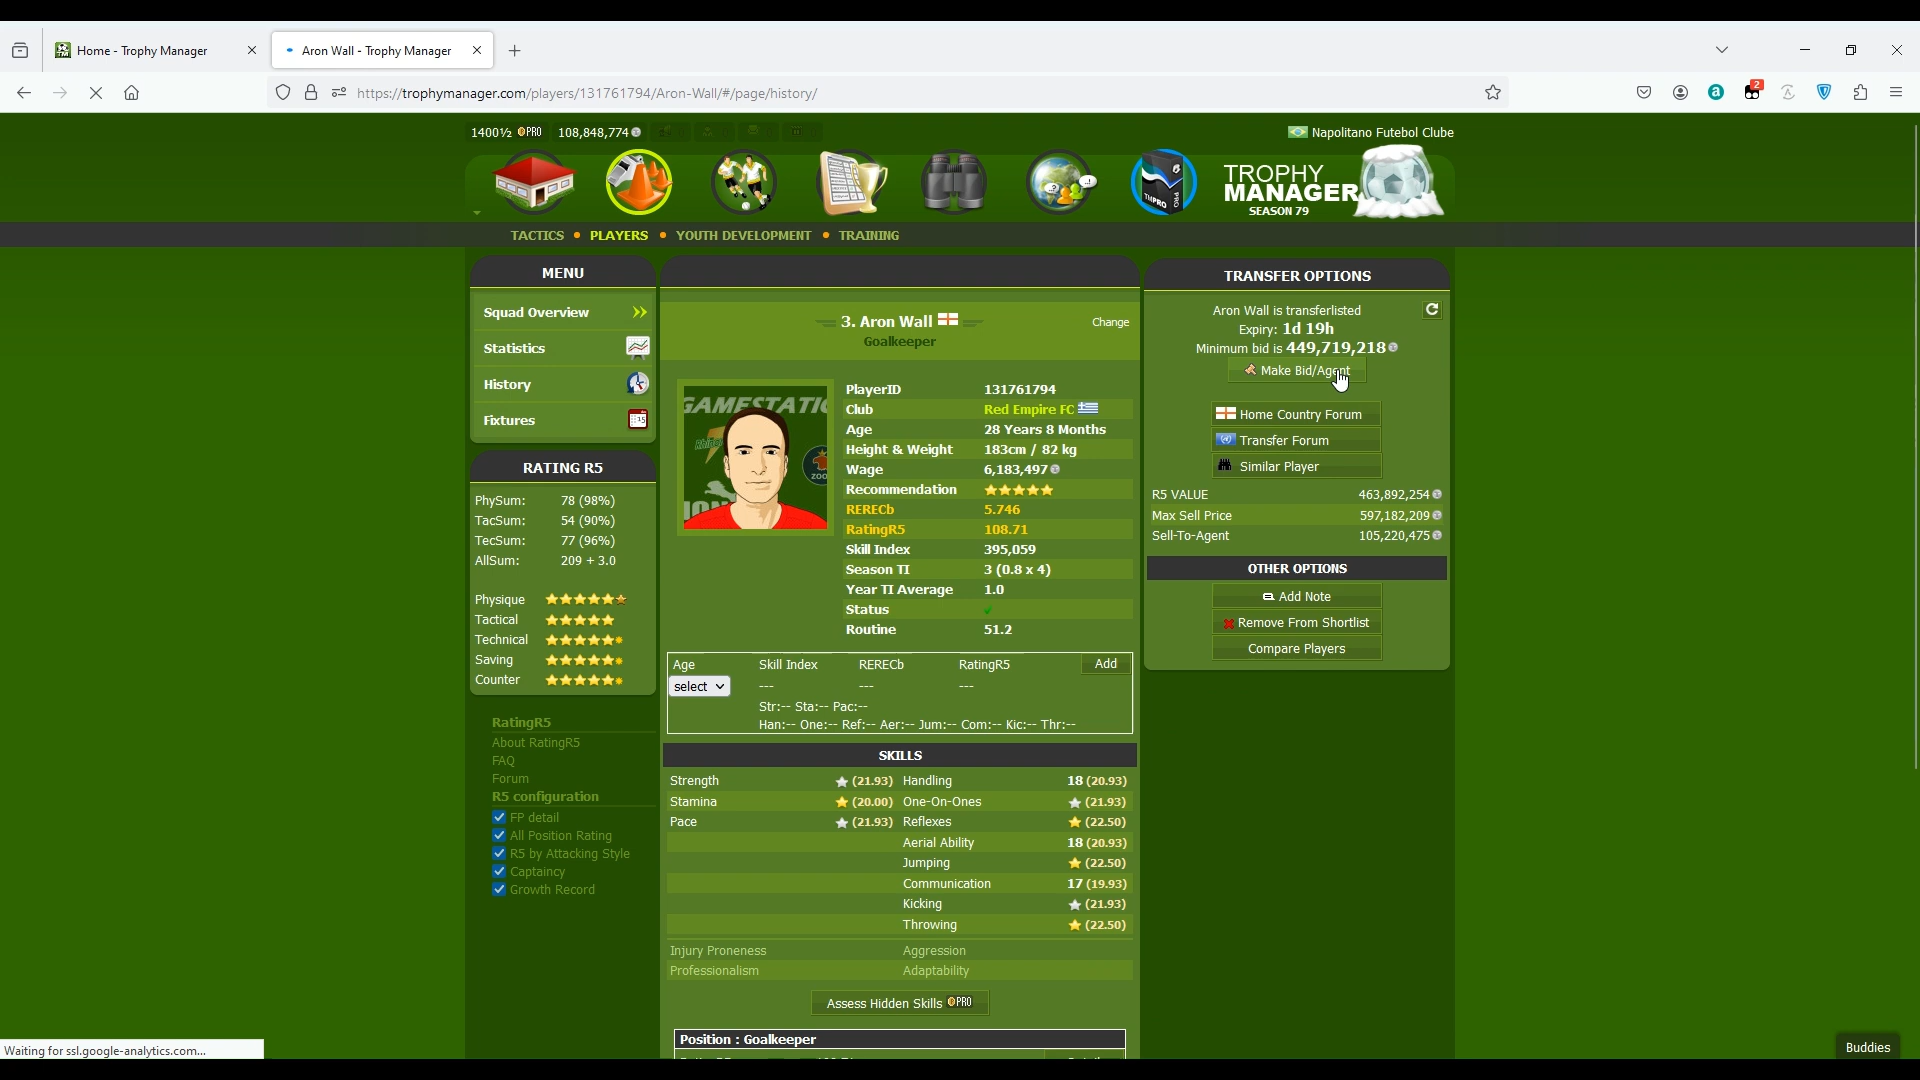 Home - Trophy Manager
Aron Wall - Trophy Manager
https://trophymanager.com/players/131761794/Aron-Wall/#/page/history/
2
1400½ PRO 108,848,774
Napolitano Futebol Clube
TROPHY
MANAGER
SEASON 79
TACTICS • PLAYERS • YOUTH DEVELOPMENT • TRAINING
MENU
Squad Overview
Statistics
History
Fixtures
RATING R5
PhySum: 78 (98%)
TacSum: 54 (90%)
TecSum: 77 (96%)
AllSum: 209 + 3.0
Physique
Tactical
Technical
Saving
Counter
RatingR5
About RatingR5
FAQ
Forum
R5 configuration
FP detail
All Position Rating
R5 by Attacking Style
Captaincy
Growth Record
3. Aron Wall
Change
Goalkeeper
GAMESTATI
PlayerID 131761794
Club Red Empire FC
Age 28 Years 8 Months
Height & Weight 183cm / 82 kg
Wage 6,183,497
Recommendation
RERECb 5.746
RatingR5 108.71
Skill Index 395,059
Season TI 3 (0.8 x 4)
Year TI Average 1.0
Status
Routine 51.2
Age Skill Index RERECb RatingR5 Add
select --- --- ---
Str:-- Sta:-- Pac:--
Han:-- One:-- Ref:-- Aer:-- Jum:-- Com:-- Kic:-- Thr:--
SKILLS
Strength (21.93) Handling 18 (20.93)
Stamina (20.00) One-On-Ones (21.93)
Pace (21.93) Reflexes (22.50)
Aerial Ability 18 (20.93)
Jumping (22.50)
Communication 17 (19.93)
Kicking (21.93)
Throwing (22.50)
Injury Proneness Aggression
Professionalism Adaptability
Assess Hidden Skills PRO
Position : Goalkeeper
TRANSFER OPTIONS
Aron Wall is transferlisted
Expiry: 1d 19h
Minimum bid is 449,719,218
Make Bid/Agent
Home Country Forum
Transfer Forum
Similar Player
R5 VALUE 463,892,254
Max Sell Price 597,182,209
Sell-To-Agent 105,220,475
OTHER OPTIONS
Add Note
Remove From Shortlist
Compare Players
Waiting for ssl.google-analytics.com...
Buddies